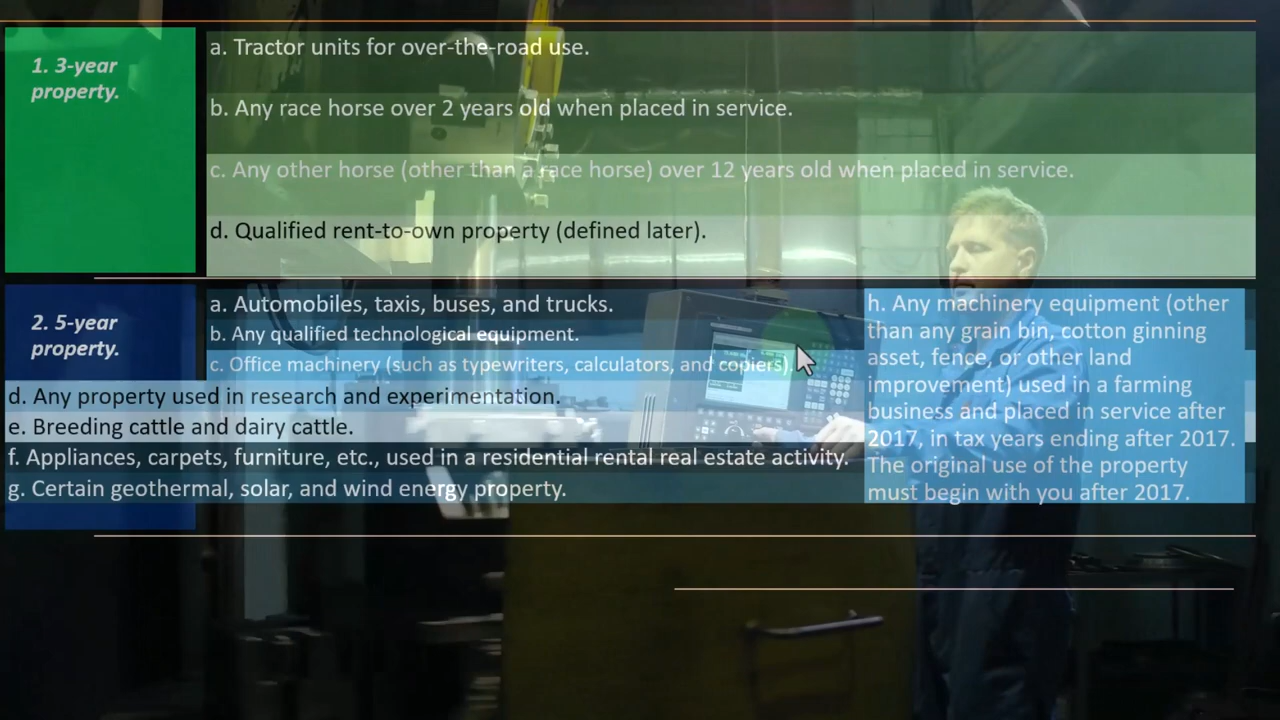 1. 3-year
property.
a. Tractor units for over-the-road use.
b. Any race horse over 2 years old when placed in service.
c. Any other horse (other than a race horse) over 12 years old when placed in service.
d. Qualified rent-to-own property (defined later).
2. 5-year
property.
a. Automobiles, taxis, buses, and trucks.
b. Any qualified technological equipment.
c. Office machinery (such as typewriters, calculators, and copiers).
d. Any property used in research and experimentation.
e. Breeding cattle and dairy cattle.
f. Appliances, carpets, furniture, etc., used in a residential rental real estate activity.
g. Certain geothermal, solar, and wind energy property.
h. Any machinery equipment (other
than any grain bin, cotton ginning
asset, fence, or other land
improvement) used in a farming
business and placed in service after
2017, in tax years ending after 2017.
The original use of the property
must begin with you after 2017.